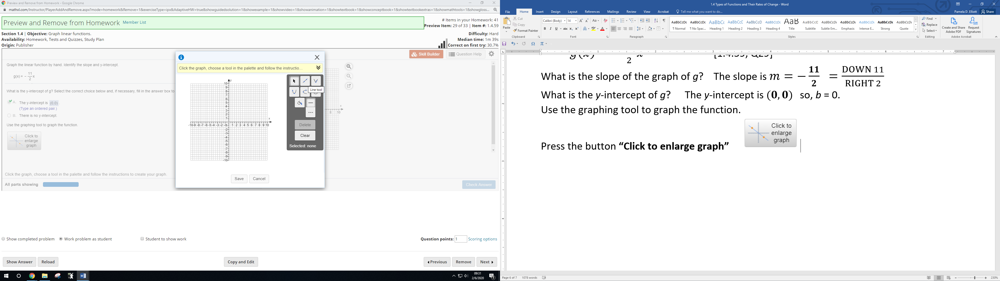 Preview and Remove from Homework - Google Chrome
mathxl.com/Instructor/PlayerAddAndRemove.aspx?mode=homework&Remove=1&exerciseType=ipx&AdaptiveHW=true&showguidedsolution=1&showexample=1&showvideo=1&showanimation=1&showtextbook=1&showconceptbook=1&showtextbookextras=1&showmathtools=1&showgloss...
Preview and Remove from Homework Member List
# Items in your Homework: 41
Preview Item: 29 of 33 | Item #: 1.4.59
Section 1.4 | Objective: Graph linear functions.
Availability: Homework, Tests and Quizzes, Study Plan
Origin: Publisher
Difficulty: Hard
Median time: 1m 39s
Correct on first try: 30.7%
Skill Builder
Question Help
Graph the linear function by hand. Identify the slope and y-intercept.
g(x) = - 11/2 x
What is the y-intercept of g? Select the correct choice below and, if necessary, fill in the answer box to
A. The y-intercept is (0,0).
(Type an ordered pair.)
B. There is no y-intercept.
Use the graphing tool to graph the function.
Click to
enlarge
graph
Click the graph, choose a tool in the palette and follow the instructions to create your graph.
All parts showing
Check Answer
Click the graph, choose a tool in the palette and follow the instructio...
y
10
9
8
7
6
5
4
3
2
1
x
-10-9 -8 -7 -6 -5 -4 -3 -2 -1 1 2 3 4 5 6 7 8 9 10
-2
-3
-4
-5
-6
-7
-8
-9
-10
Line tool
Delete
Clear
Selected: none
Save
Cancel
x
8 10
Show completed problem
Work problem as student
Student to show work
Question points: 1 Scoring options
Show Answer
Reload
Copy and Edit
Previous
Remove
Next
09:31
2/6/2020
1.4 Types of Functions and Their Rates of Change - Word
File Home Insert Design Layout References Mailings Review View Acrobat Tell me what you want to do...
Pamela D. Elliott Share
Paste
Cut
Copy
Format Painter
Clipboard
Calibri (Body) 14
Font
Paragraph
AaBbCcDc AaBbCcDc AaBbC AaBbCcC AaBbCcD AaBbCcDc AaB AaBbCcC AaBbCcDc AaBbCcDc AaBbCcDc AaBbCcDc AaBbCcDc
¶ Normal ¶ No Spac... Heading 1 Heading 2 Heading 3 Heading 4 Title Subtitle Subtle Em... Emphasis Intense E... Strong Quote
Styles
Find
Replace
Select
Editing
Create and Share
Adobe PDF
Request
Signatures
Adobe Acrobat
1 2 3 4 5 6 7
g(x) 2 x [1.4.59, Q29]
What is the slope of the graph of g? The slope is m = − 11/2 = DOWN 11/RIGHT 2
What is the y-intercept of g? The y-intercept is (0, 0) so, b = 0.
Use the graphing tool to graph the function.
Click to
enlarge
graph
Press the button “Click to enlarge graph”
Page 6 of 7 1078 words
230%